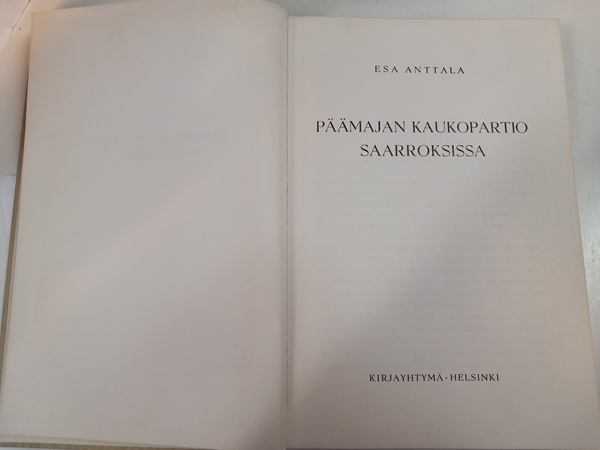 ESA ANTTALA
PÄÄMAJAN KAUKOPARTIO
SAARROKSISSA
KIRJAYHTYMÄ · HELSINKI